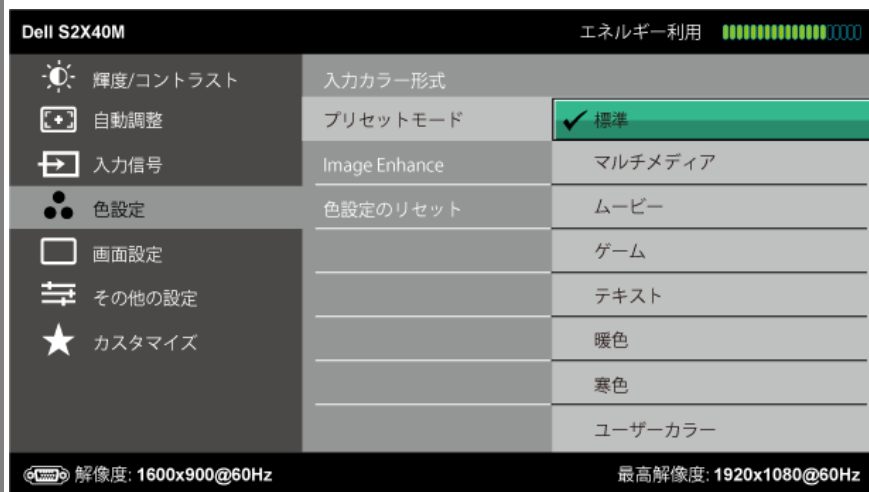 Dell S2X40M
エネルギー利用
輝度/コントラスト
自動調整
入力信号
色設定
画面設定
その他の設定
カスタマイズ
入力カラー形式
プリセットモード
Image Enhance
色設定のリセット
標準
マルチメディア
ムービー
ゲーム
テキスト
暖色
寒色
ユーザーカラー
解像度: 1600x900@60Hz
最高解像度: 1920x1080@60Hz